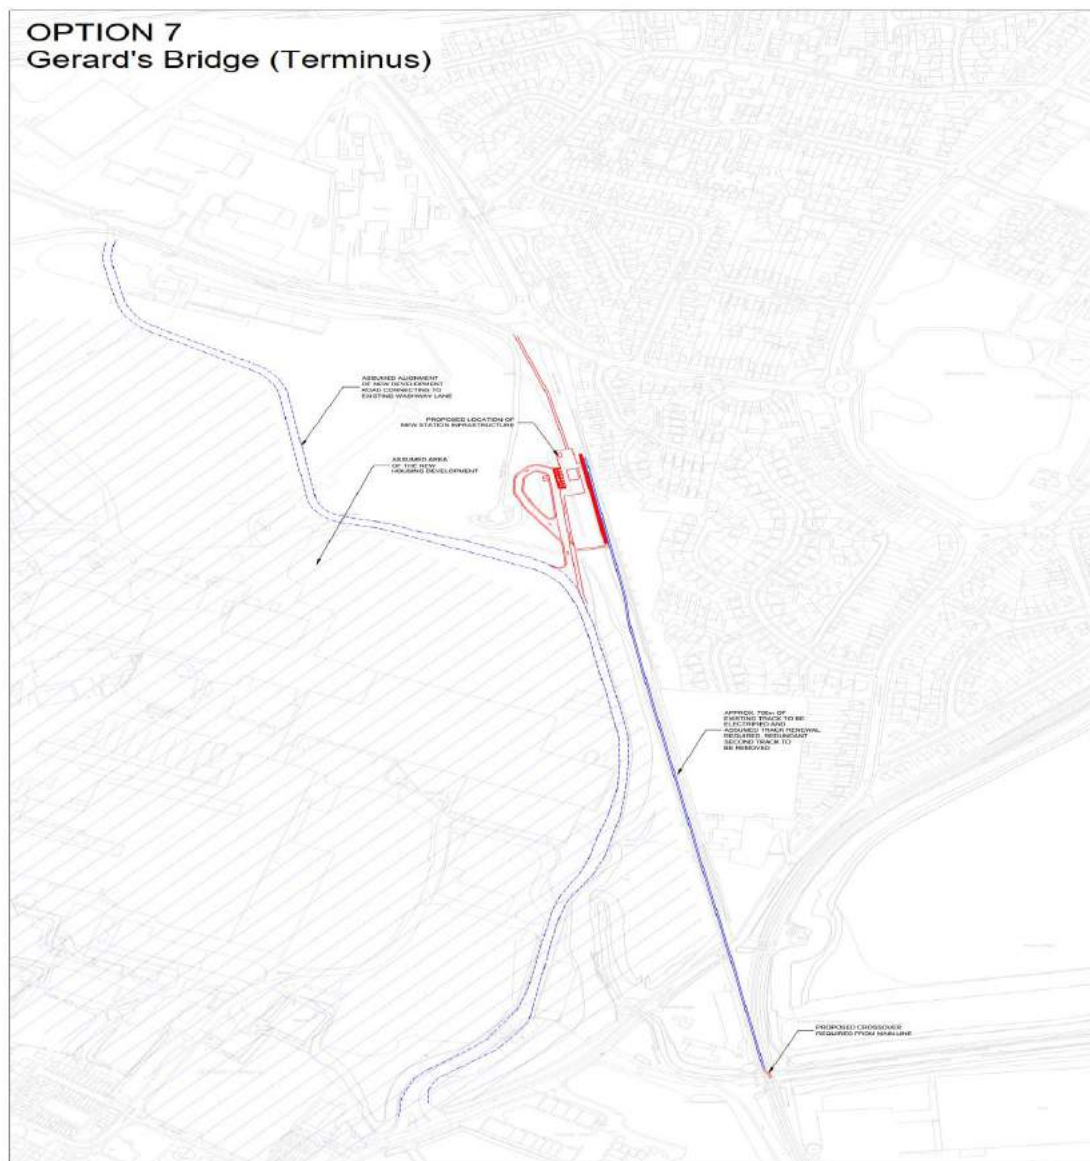 OPTION 7
Gerard's Bridge (Terminus)
ASSUMED ALIGNMENT
OF NEW DEVELOPMENT
ROAD CONNECTING TO
EXISTING WASHWAY LANE
PROPOSED LOCATION OF
NEW STATION INFRASTRUCTURE
ASSUMED AREA
OF THE NEW
HOUSING DEVELOPMENT
APPROX. OF
EXISTING TRACK TO BE
ELECTRIFIED AND
ASSUMED TRACK RENEWAL
REQUIRED. REDUNDANT
SECOND TRACK TO
BE REMOVED
PROPOSED CROSSOVER
REQUIRED FROM MAIN LINE